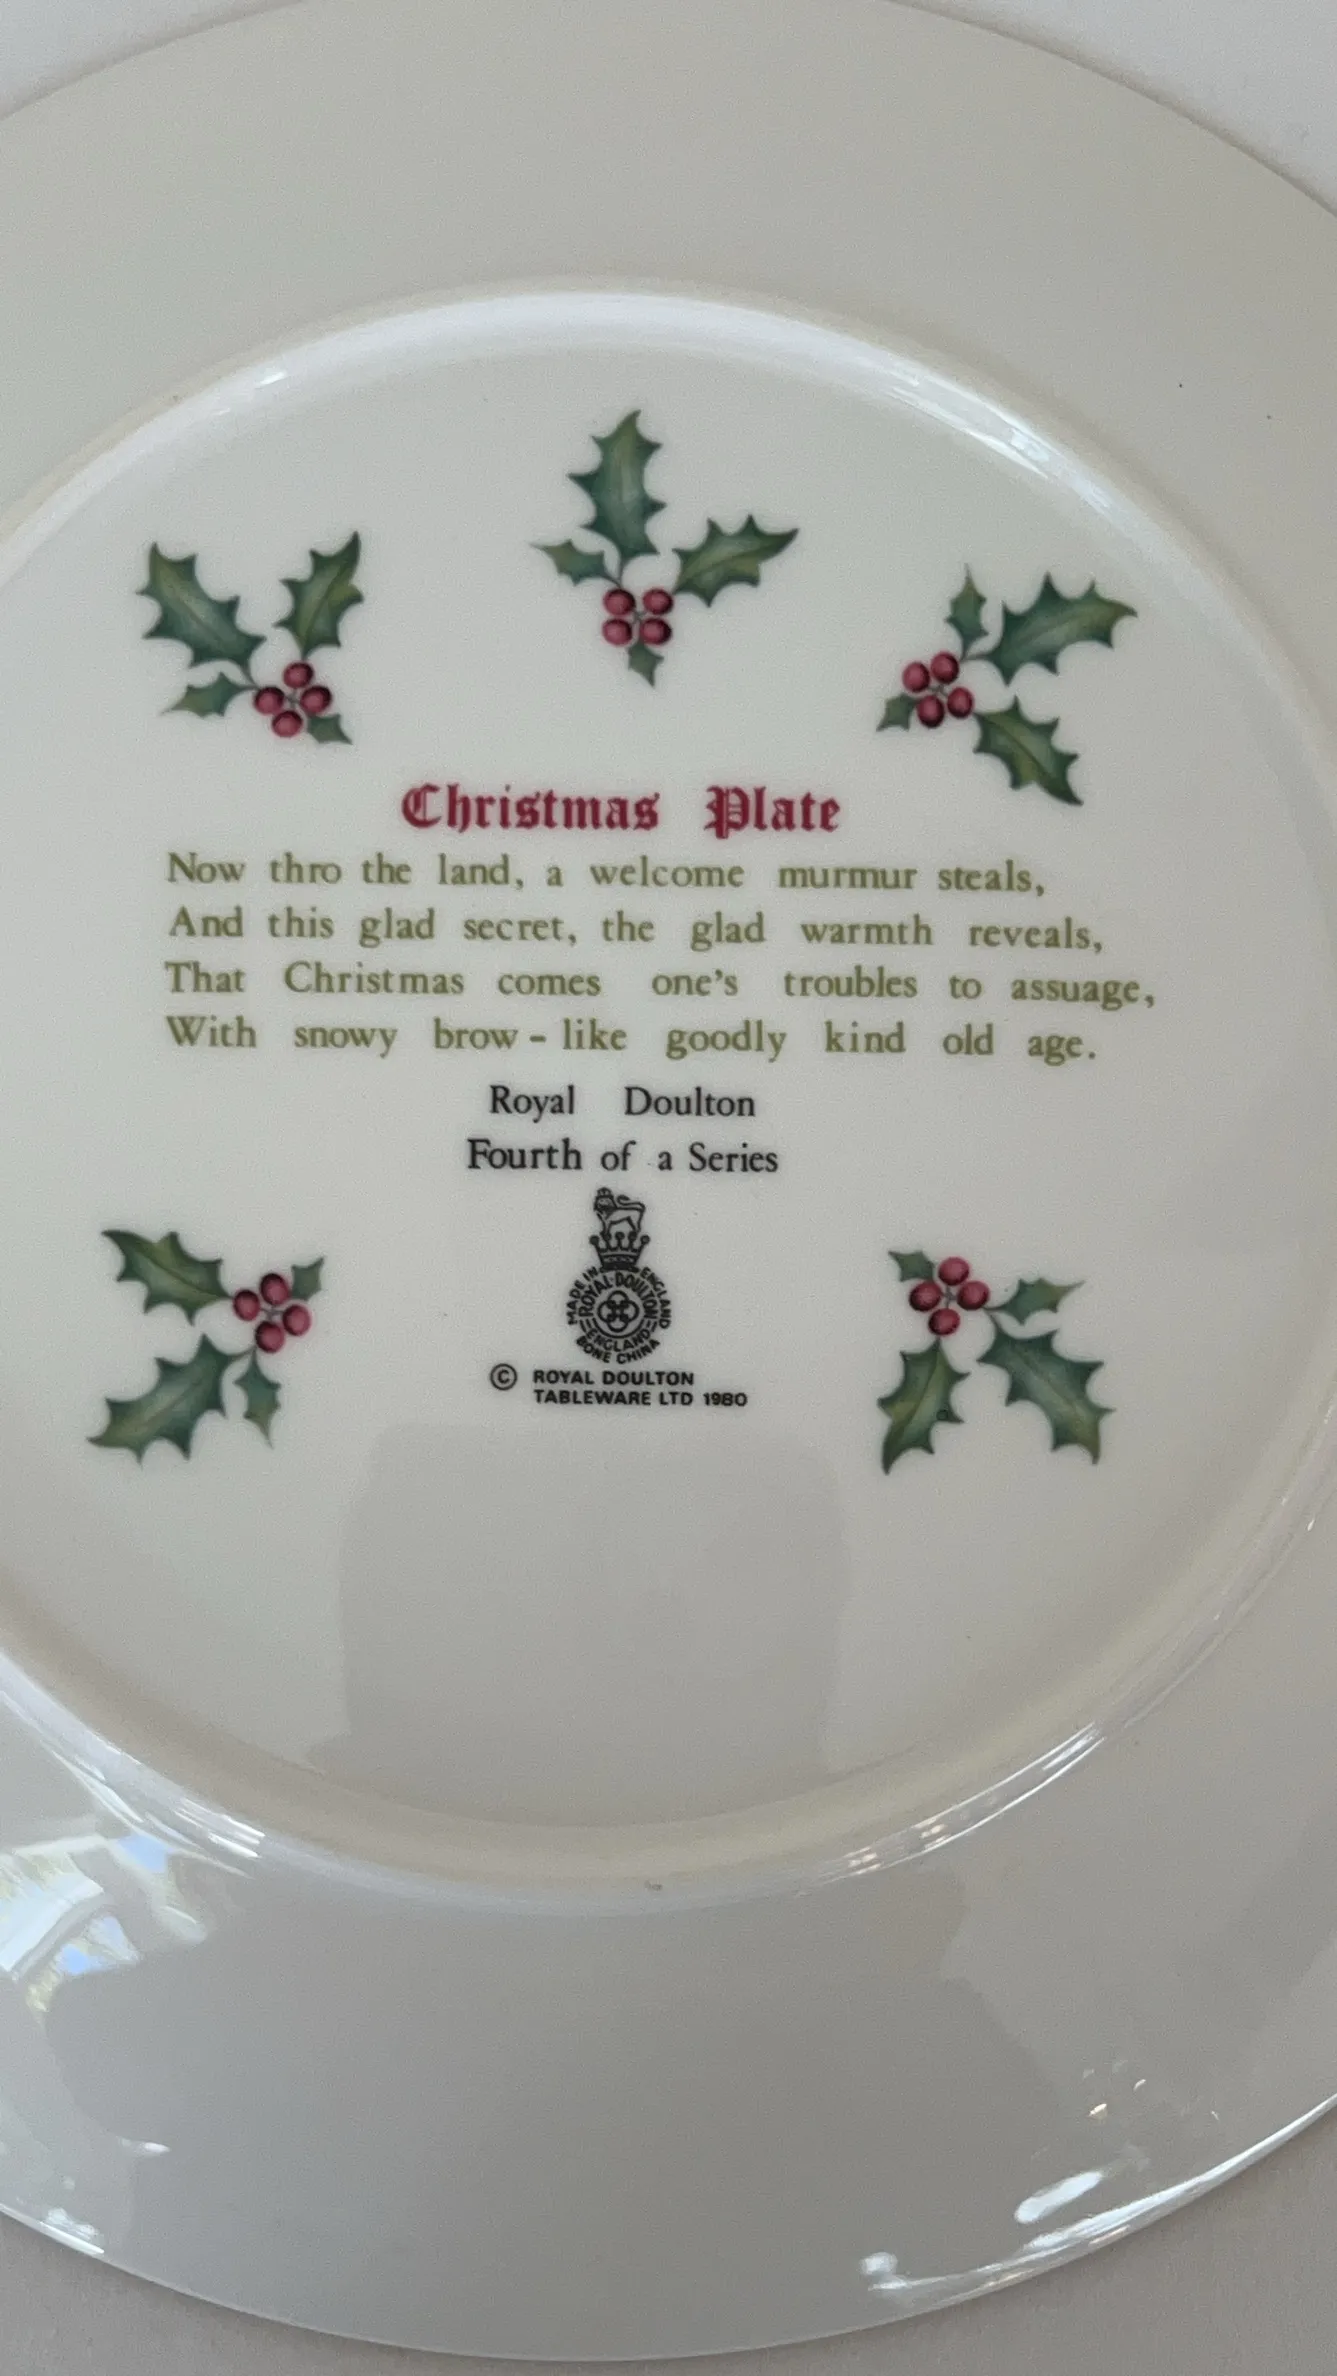 Christmas Plate
Now thro the land, a welcome murmur steals,
And this glad secret, the glad warmth reveals,
That Christmas comes one's troubles to assuage,
With snowy brow - like goodly kind old age.
Royal Doulton
Fourth of a Series
MADE IN ENGLAND
ROYAL·DOULTON
ENGLAND
BONE CHINA
© ROYAL DOULTON
TABLEWARE LTD 1980